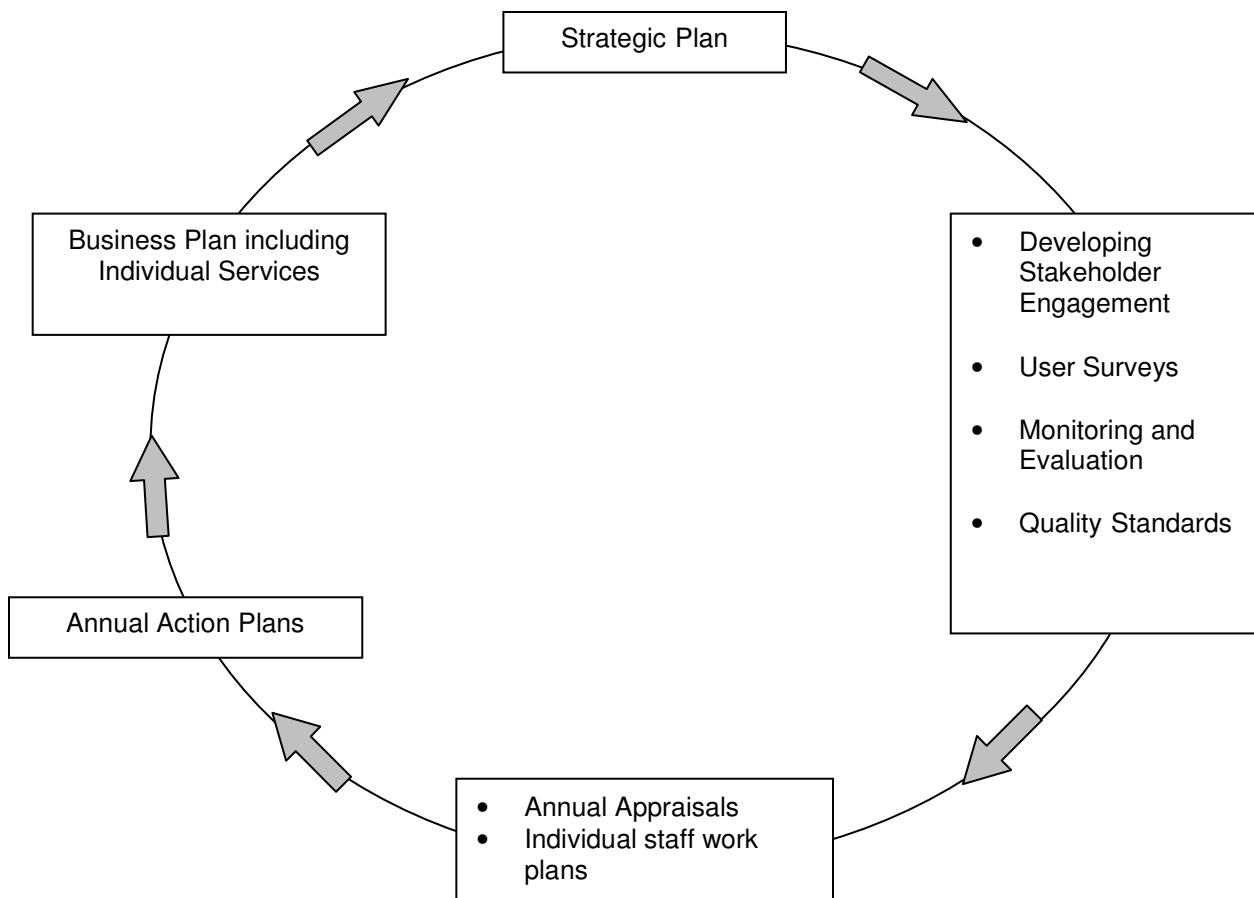 Strategic Plan
Business Plan including
Individual Services
• Developing
Stakeholder
Engagement
• User Surveys
• Monitoring and
Evaluation
• Quality Standards
Annual Action Plans
• Annual Appraisals
• Individual staff work
plans